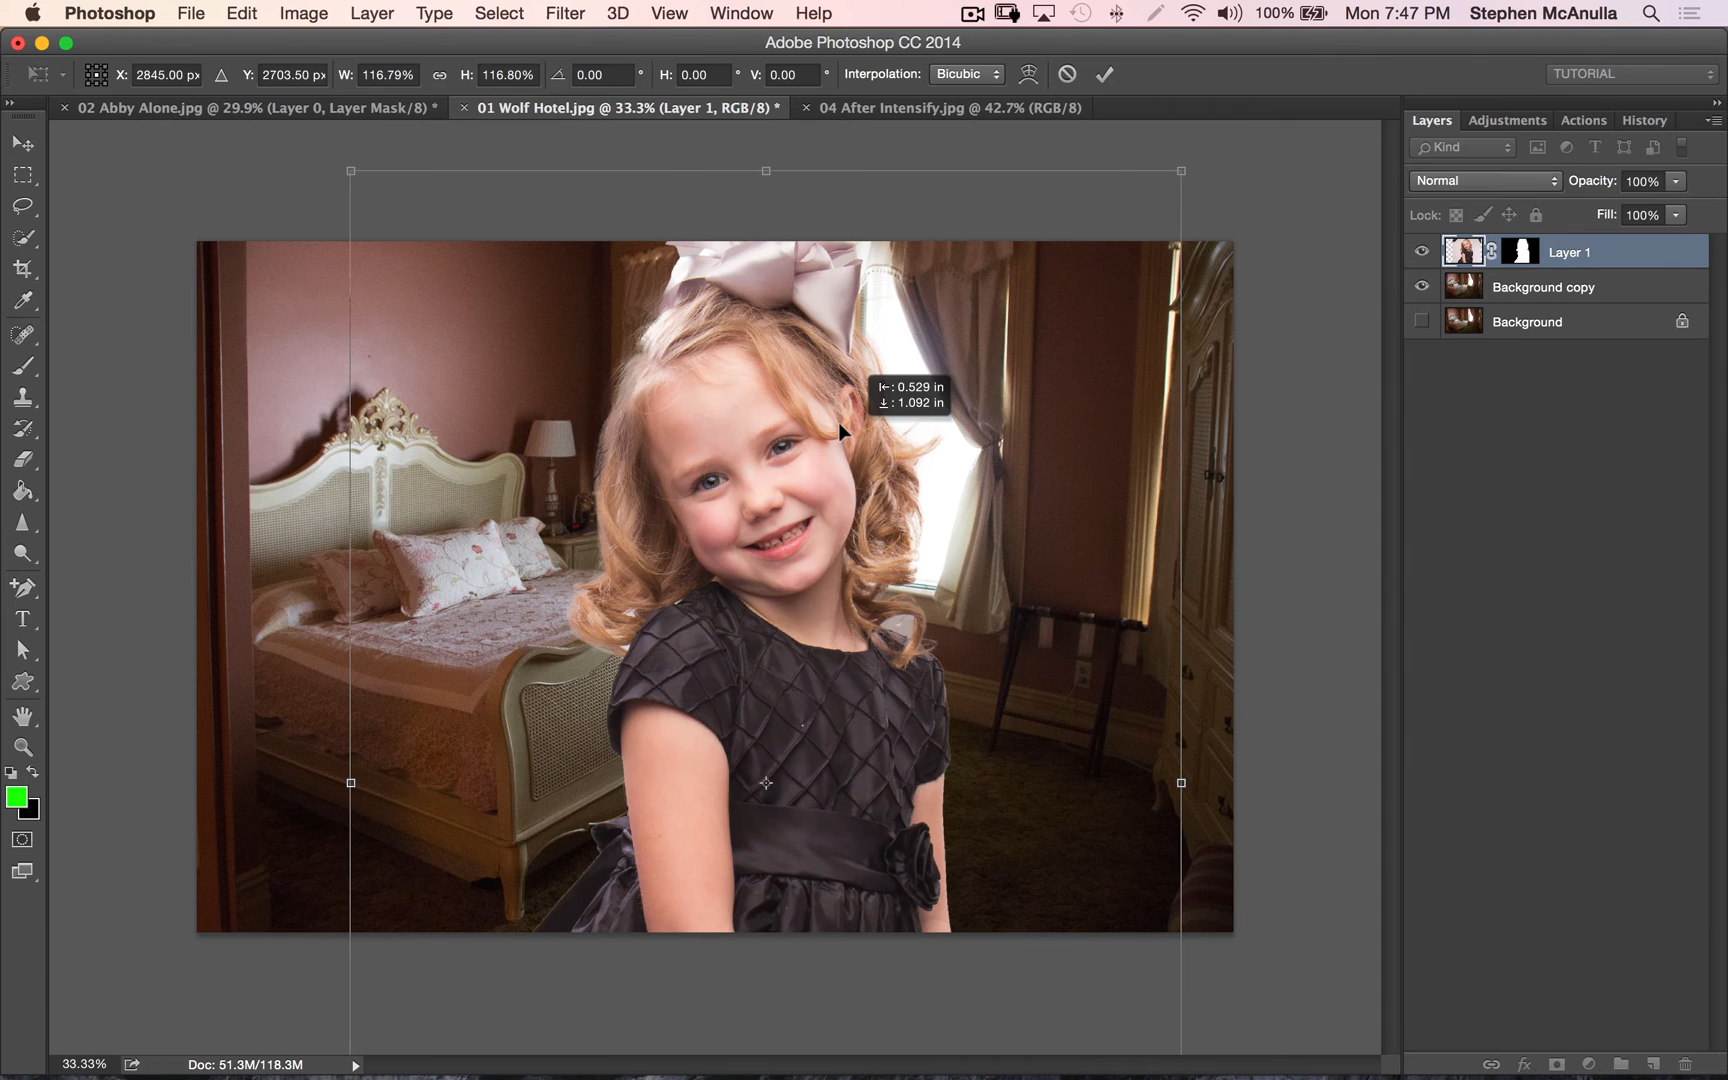 Photoshop File Edit Image Layer Type Select Filter 3D View Window Help 100% Mon 7:47 PM Stephen McAnulla
Adobe Photoshop CC 2014
X: 2845.00 px Y: 2703.50 px W: 116.79% H: 116.80% 0.00 ° H: 0.00 ° V: 0.00 ° Interpolation: Bicubic TUTORIAL
02 Abby Alone.jpg @ 29.9% (Layer 0, Layer Mask/8) * 01 Wolf Hotel.jpg @ 33.3% (Layer 1, RGB/8) * 04 After Intensify.jpg @ 42.7% (RGB/8)
Layers Adjustments Actions History
Kind
Normal Opacity: 100%
Lock: Fill: 100%
Layer 1
Background copy
Background
: 0.529 in
: 1.092 in
33.33% Doc: 51.3M/118.3M